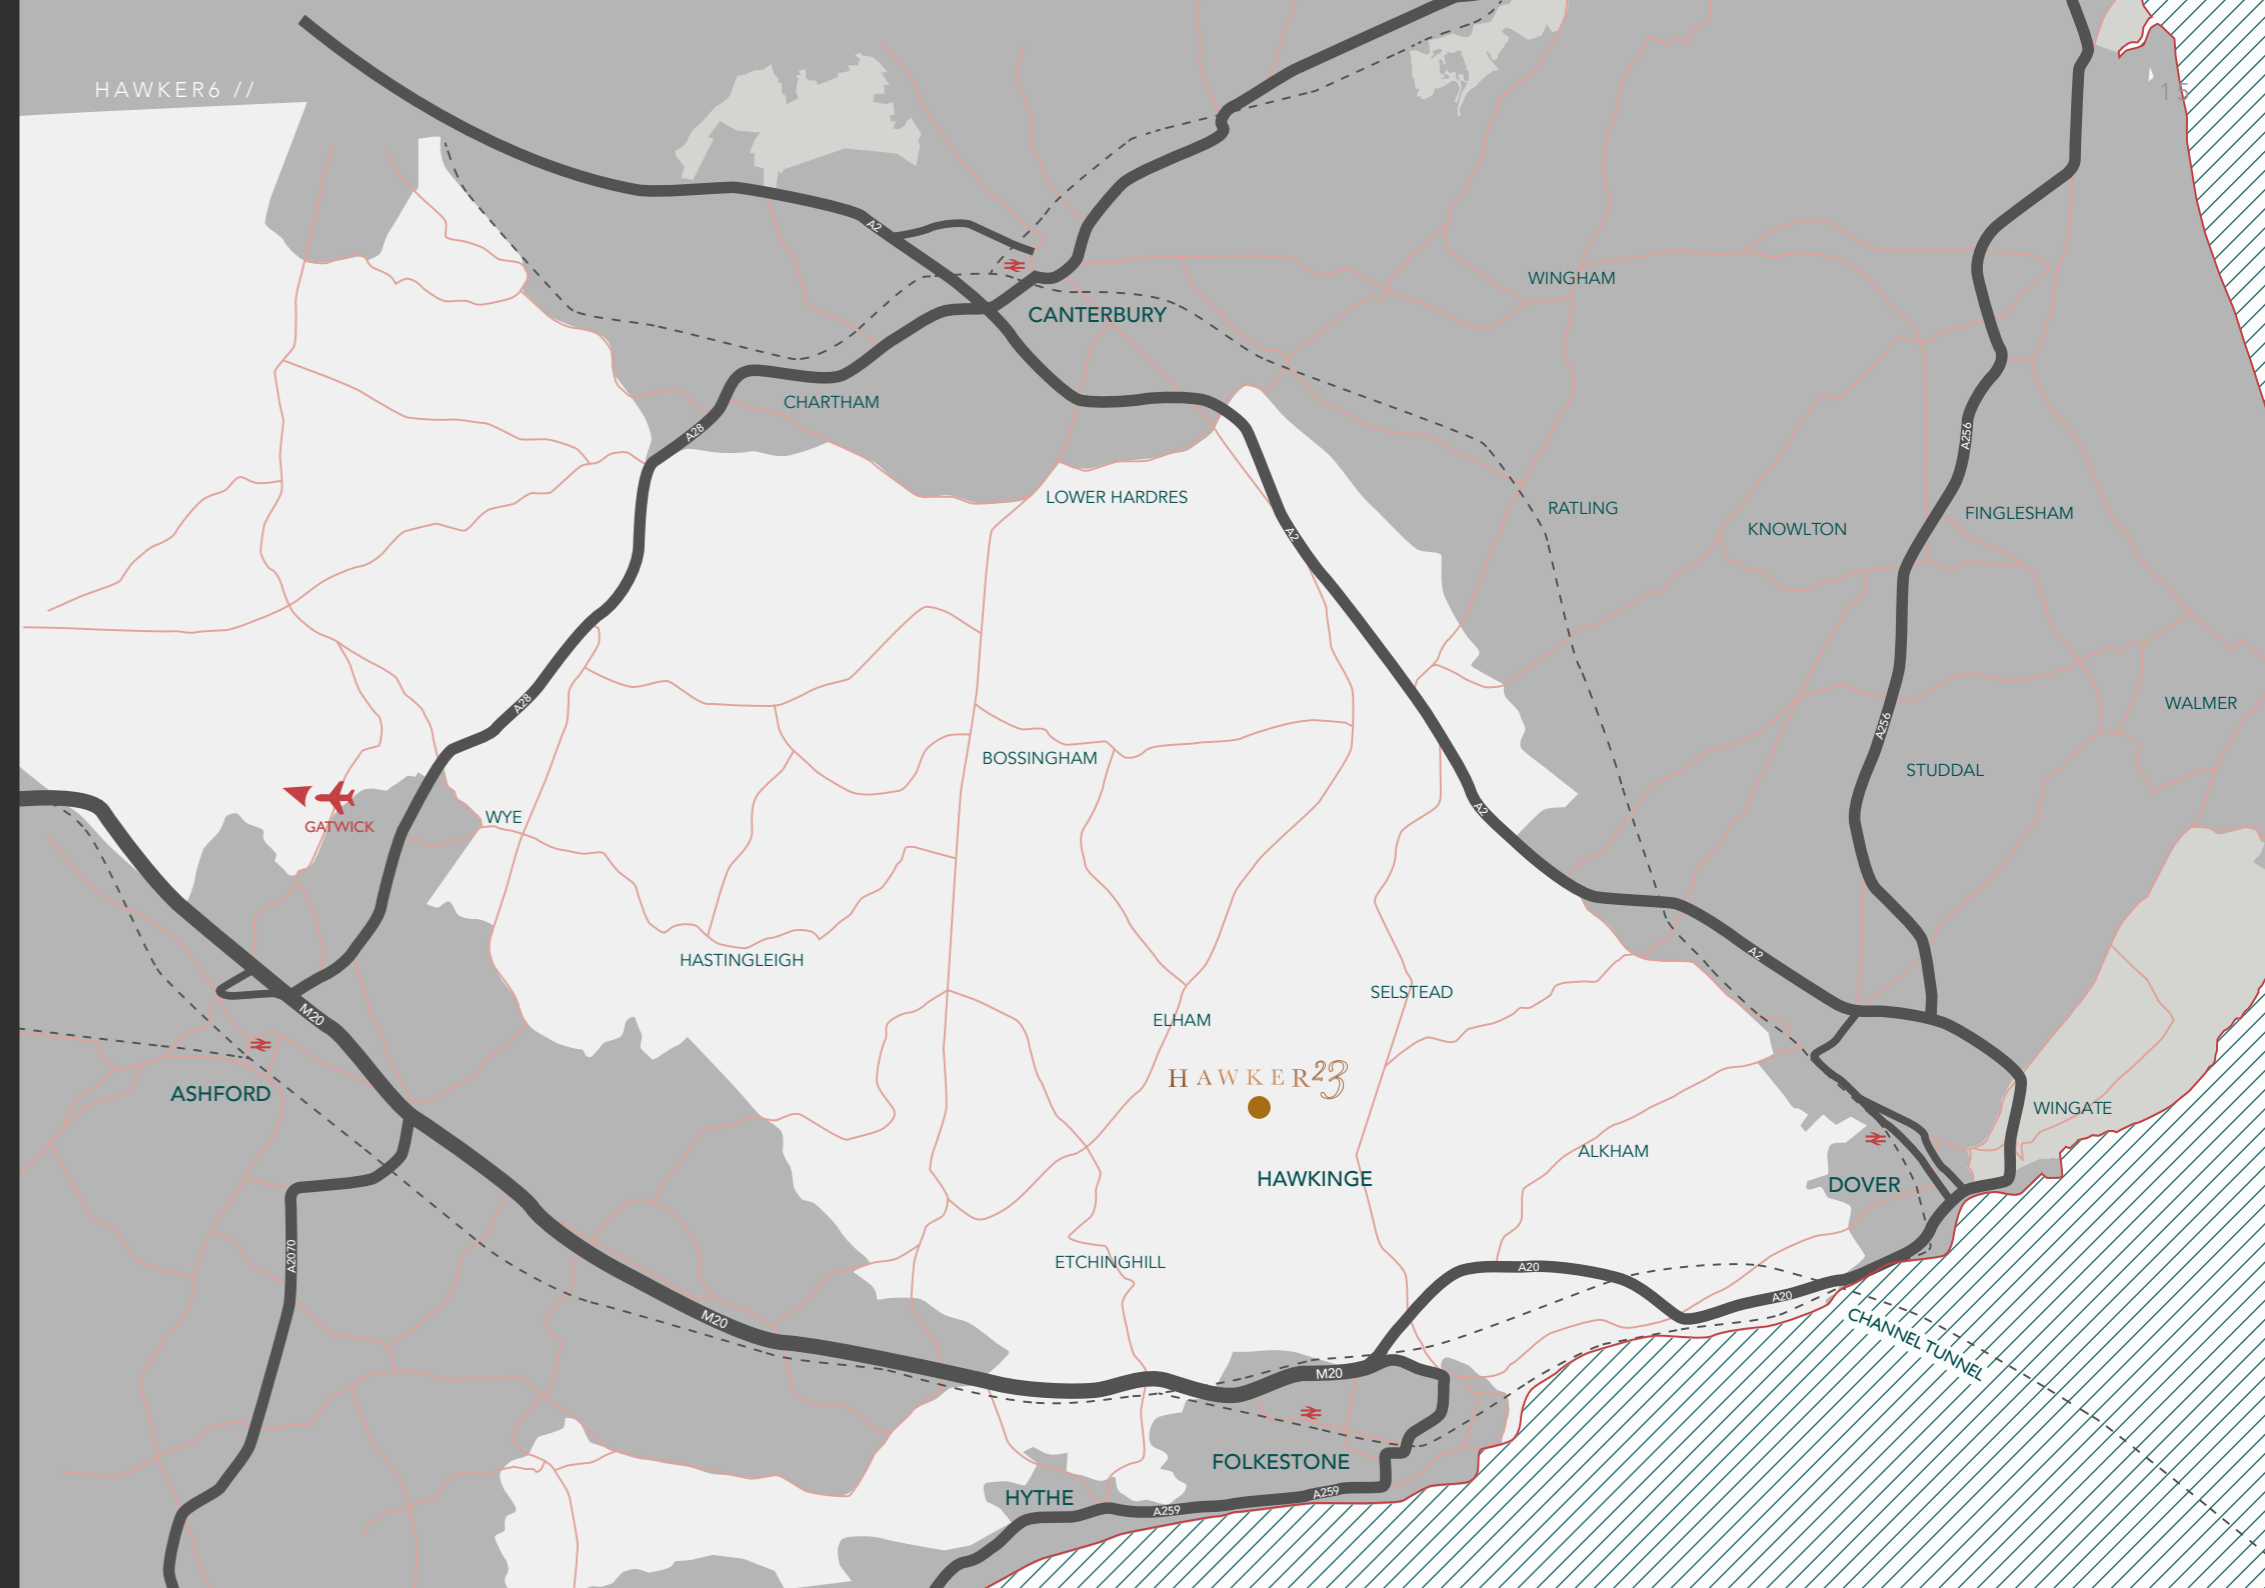 HAWKER6 //
15
A2
WINGHAM
CANTERBURY
CHARTHAM
A28
A256
LOWER HARDRES
RATLING
FINGLESHAM
KNOWLTON
A2
A28
WALMER
A256
BOSSINGHAM
STUDDAL
A2
WYE
GATWICK
HASTINGLEIGH
A2
SELSTEAD
M20
ELHAM
HAWKER23
ASHFORD
WINGATE
ALKHAM
HAWKINGE
DOVER
A2070
ETCHINGHILL
A20
A20
M20
CHANNEL TUNNEL
M20
FOLKESTONE
HYTHE
A259
A259